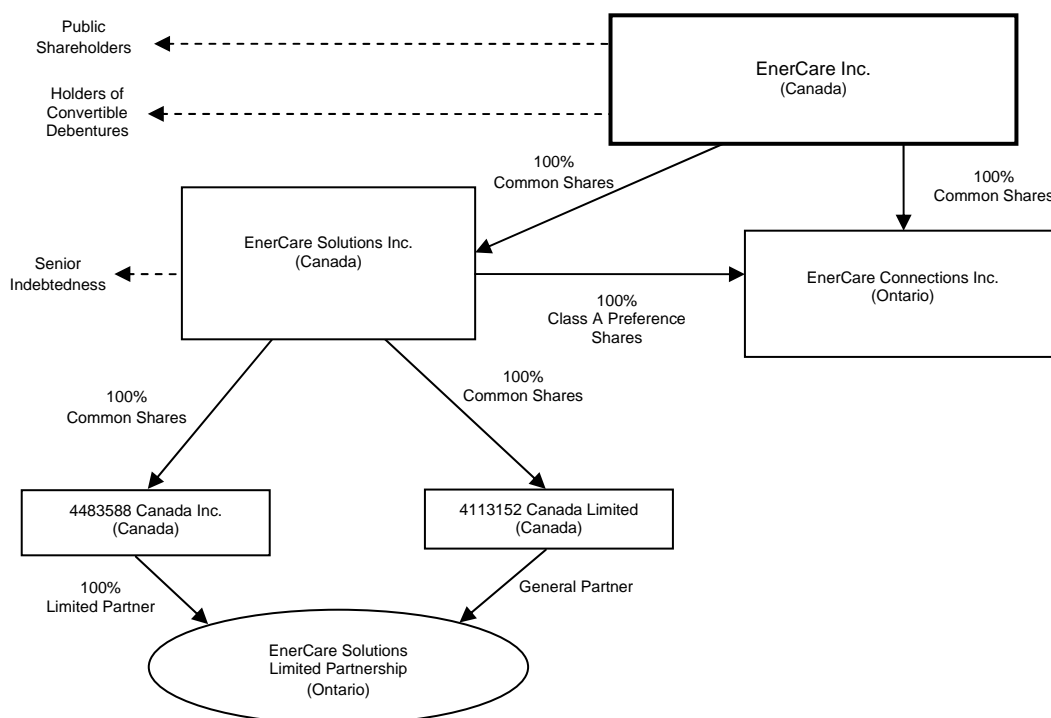 Public
Shareholders
EnerCare Inc.
(Canada)
Holders of
Convertible
Debentures
100%
Common Shares
100%
Common Shares
EnerCare Solutions Inc.
(Canada)
Senior
Indebtedness
EnerCare Connections Inc.
(Ontario)
100%
Class A Preference
Shares
100%
Common Shares
100%
Common Shares
4483588 Canada Inc.
(Canada)
4113152 Canada Limited
(Canada)
100%
Limited Partner
General Partner
EnerCare Solutions
Limited Partnership
(Ontario)